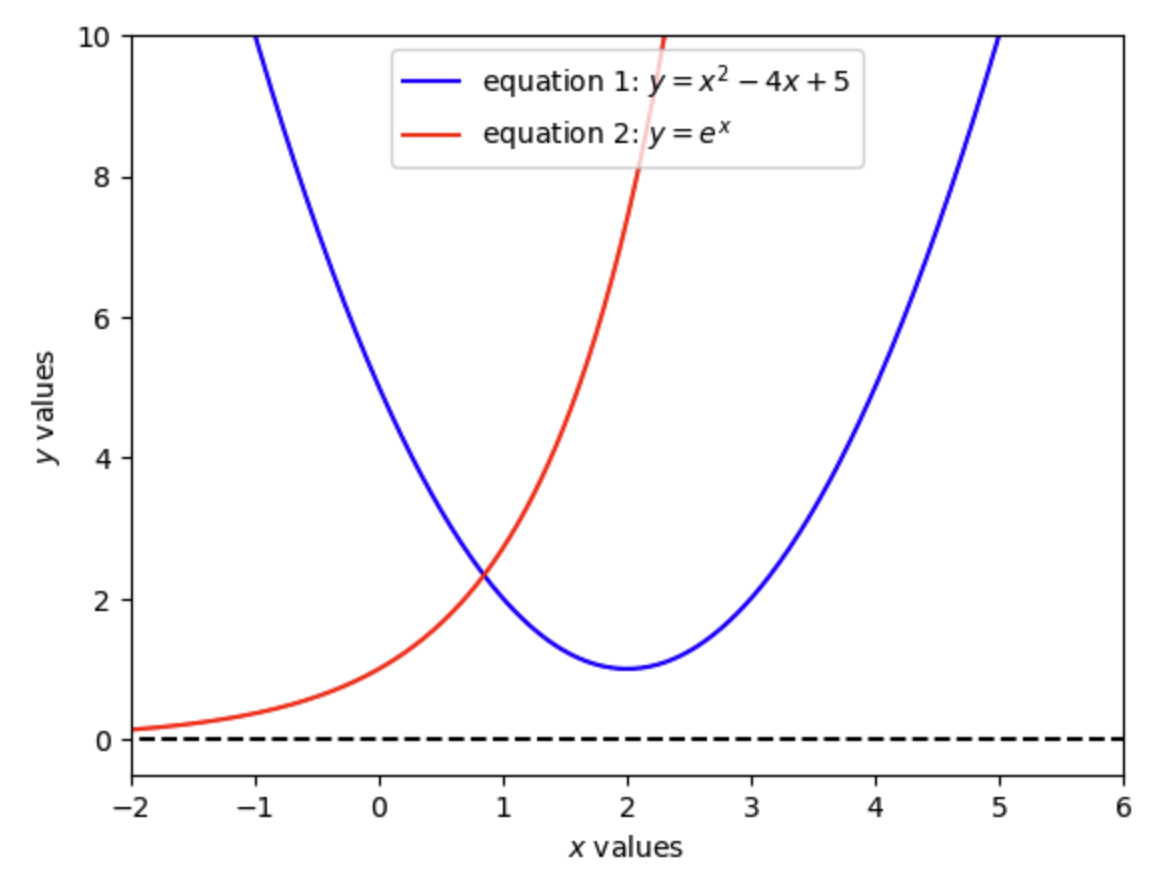 10
8
6
4
2
0
y values
equation 1: y = x² − 4x + 5
equation 2: y = eˣ
−2 −1 0 1 2 3 4 5 6
x values